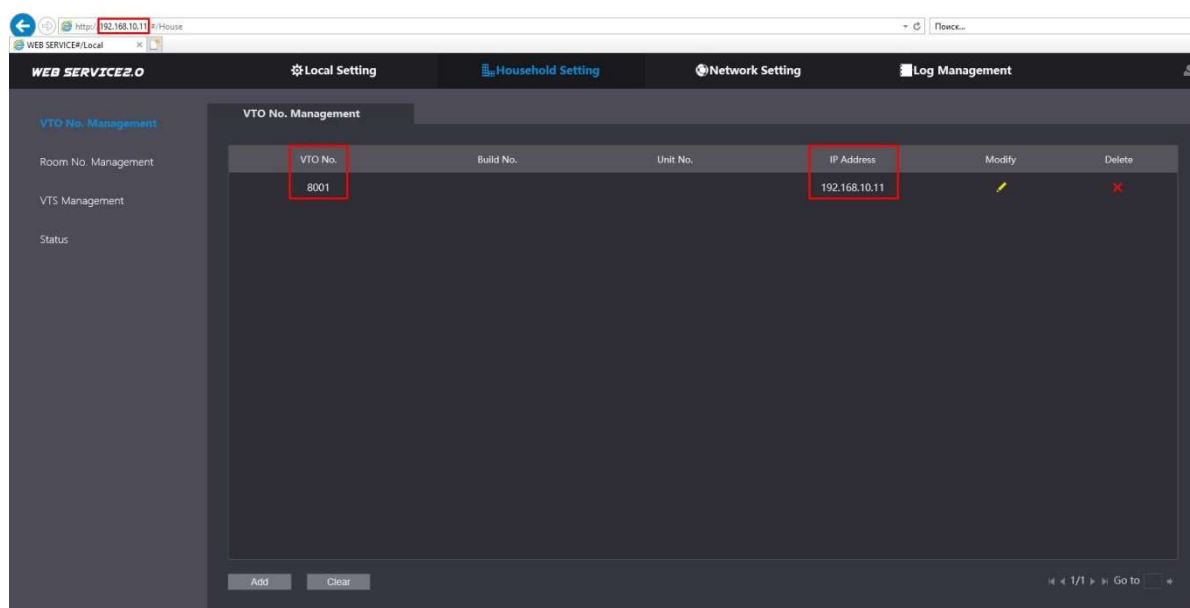 http://192.168.10.11/#/House
Поиск...
WEB SERVICE#/Local
WEB SERVICE2.0
Local Setting
Household Setting
Network Setting
Log Management
VTO No. Management
Room No. Management
VTS Management
Status
VTO No. Management
VTO No. Build No. Unit No. IP Address Modify Delete
8001 192.168.10.11
Add Clear
1/1 Go to